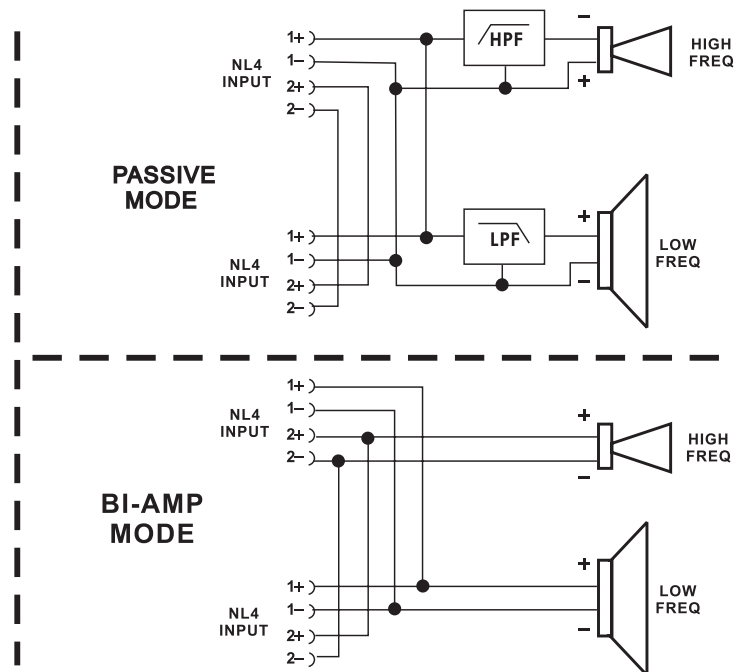 PASSIVE
MODE
NL4
INPUT
1+
1−
2+
2−
HPF
−
+
HIGH
FREQ
NL4
INPUT
1+
1−
2+
2−
LPF
+
−
LOW
FREQ
BI-AMP
MODE
NL4
INPUT
1+
1−
2+
2−
+
−
HIGH
FREQ
NL4
INPUT
1+
1−
2+
2−
+
−
LOW
FREQ